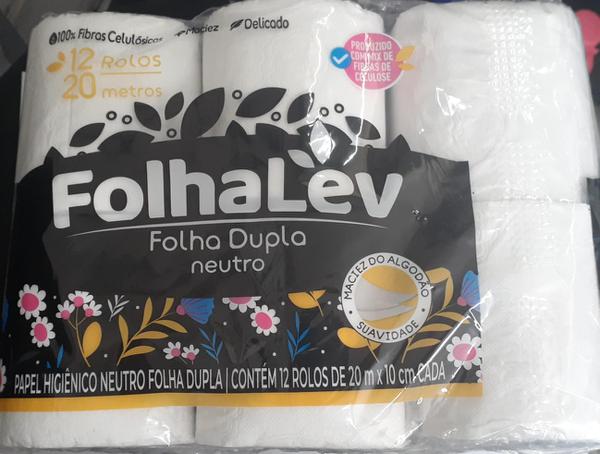 100% Fibras Celulósicas
Maciez
Delicado
12 Rolos
20 metros
PRODUZIDO
COM MIX DE
FIBRAS DE
CELULOSE
FolhaLev
Folha Dupla
neutro
MACIEZ DO ALGODÃO
SUAVIDADE
PAPEL HIGIÊNICO NEUTRO FOLHA DUPLA | CONTÉM 12 ROLOS DE 20 m x 10 cm CADA